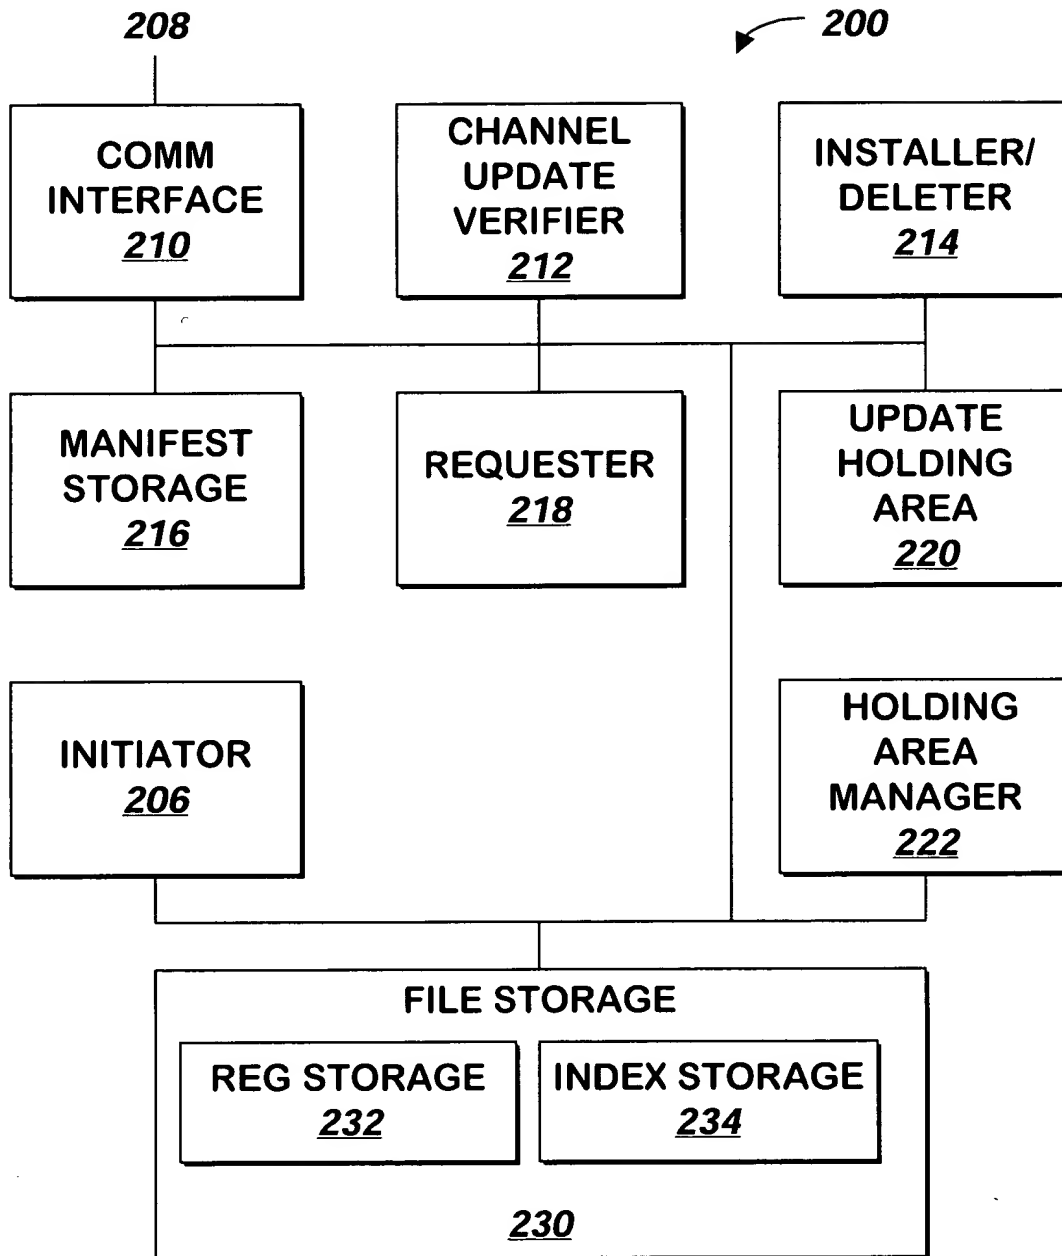 208
200
COMM
INTERFACE
210
CHANNEL
UPDATE
VERIFIER
212
INSTALLER/
DELETER
214
MANIFEST
STORAGE
216
REQUESTER
218
UPDATE
HOLDING
AREA
220
INITIATOR
206
HOLDING
AREA
MANAGER
222
FILE STORAGE
REG STORAGE
232
INDEX STORAGE
234
230